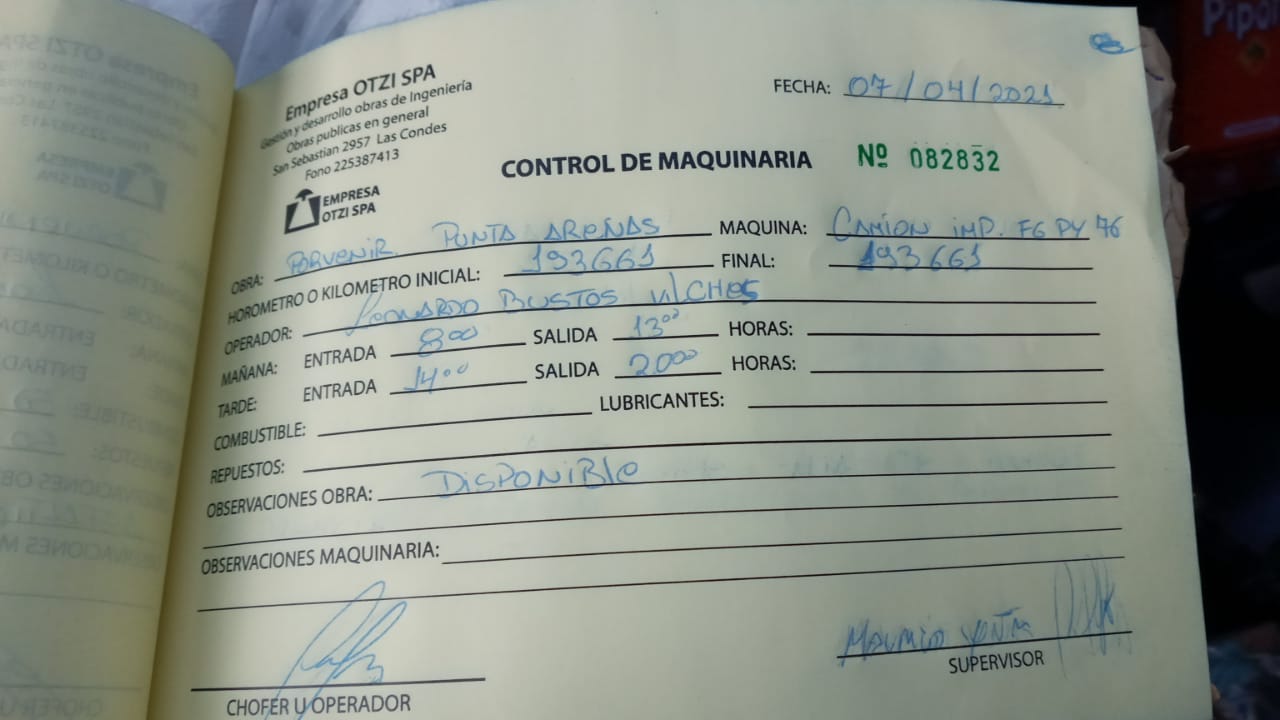 Empresa OTZI SPA
Gestión y desarrollo obras de Ingeniería
Obras publicas en general
San Sebastian 2957 Las Condes
Fono 225387413
EMPRESA
OTZI SPA
FECHA: 07/04/2021
CONTROL DE MAQUINARIA Nº 082832
OBRA: PORVENIR PUNTA ARENAS MAQUINA: CAMION IMP. FGPY 76
HOROMETRO O KILOMETRO INICIAL: 193661 FINAL: 193661
OPERADOR: LEONARDO BUSTOS VILCHES
MAÑANA: ENTRADA 8:00 SALIDA 13:00 HORAS:
TARDE: ENTRADA 14:00 SALIDA 20:00 HORAS:
COMBUSTIBLE: LUBRICANTES:
REPUESTOS:
OBSERVACIONES OBRA: DISPONIBLE
OBSERVACIONES MAQUINARIA:
CHOFER U OPERADOR
MAURICIO
SUPERVISOR